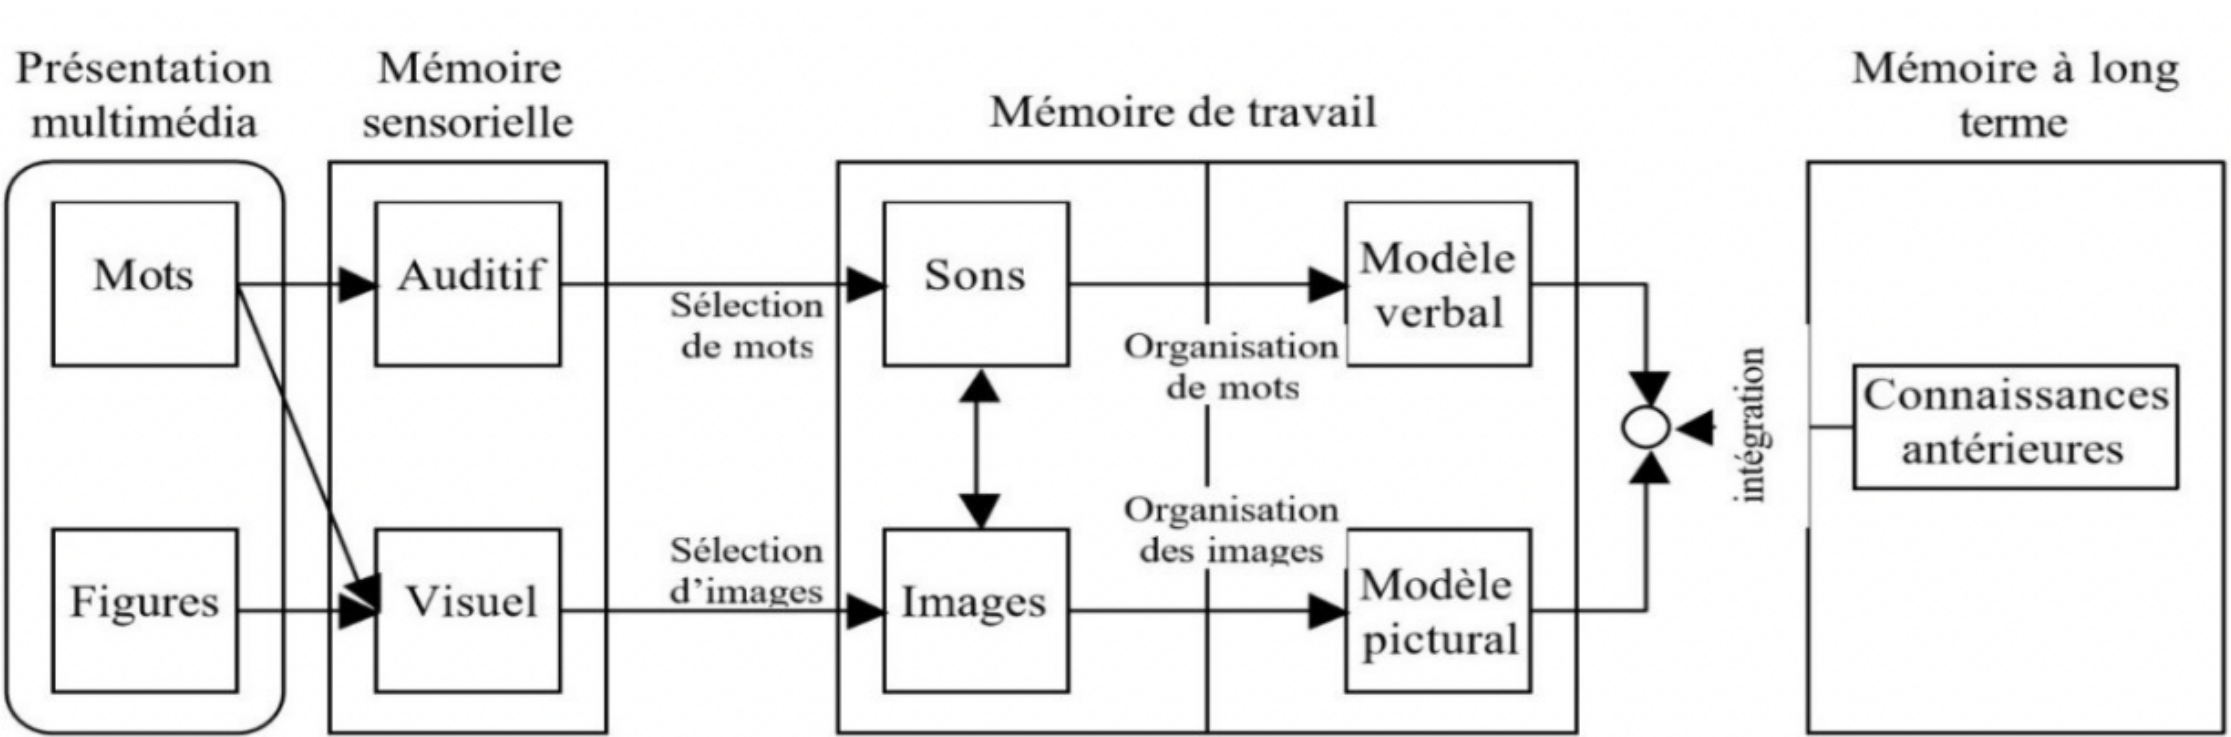 Présentation
multimédia
Mémoire
sensorielle
Mémoire de travail
Mémoire à long
terme
Mots
Auditif
Sélection
de mots
Sons
Organisation
de mots
Modèle
verbal
intégration
Connaissances
antérieures
Figures
Visuel
Sélection
d'images
Images
Organisation
des images
Modèle
pictural